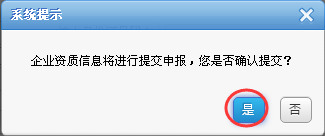 系统提示
企业资质信息将进行提交申报，您是否确认提交？
是
否